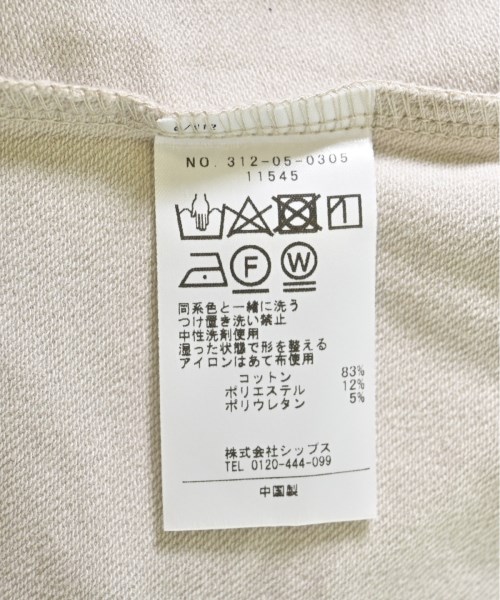 NO. 312-05-0305
11545
F
W
同系色と一緒に洗う
つけ置き洗い禁止
中性洗剤使用
湿った状態で形を整える
アイロンはあて布使用
コットン 83%
ポリエステル 12%
ポリウレタン 5%
株式会社シップス
TEL 0120-444-099
中国製